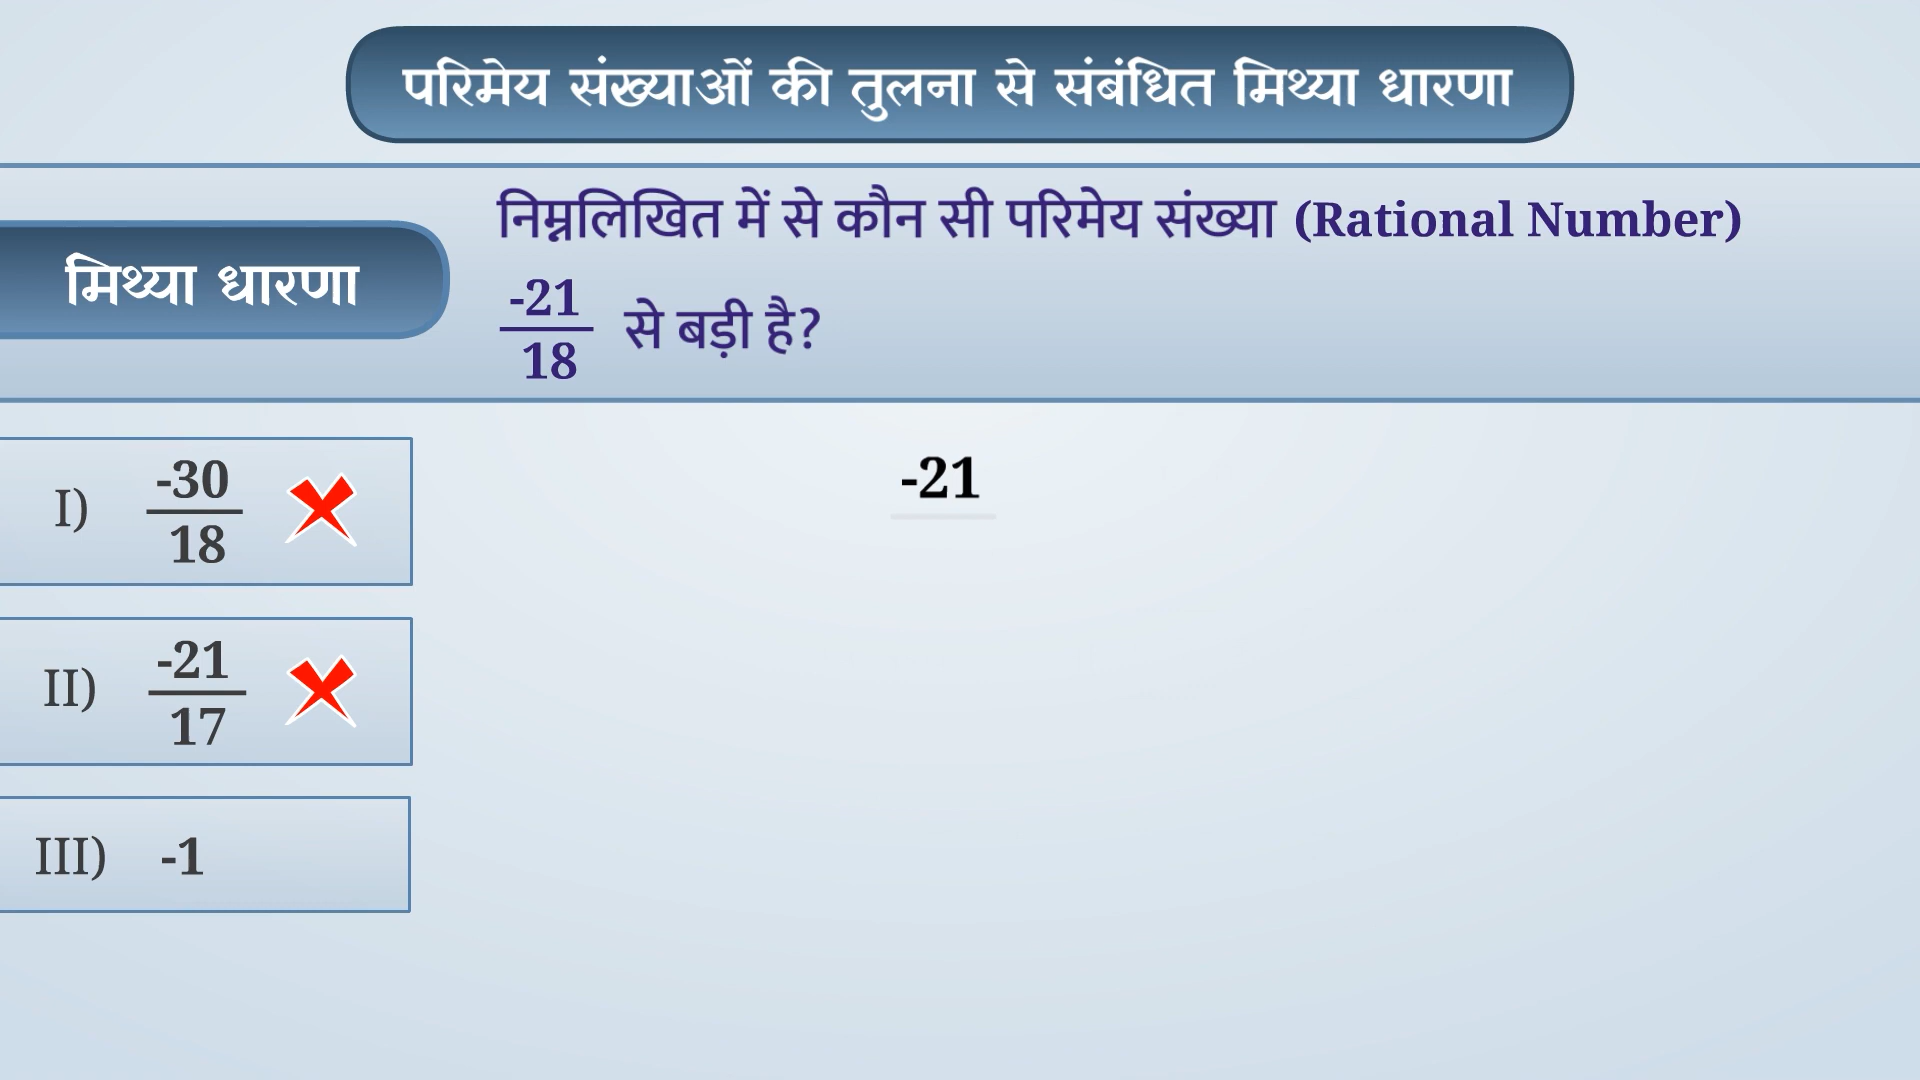 परिमेय संख्याओं की तुलना से संबंधित मिथ्या धारणा
मिथ्या धारणा
निम्नलिखित में से कौन सी परिमेय संख्या (Rational Number)
-21
18
से बड़ी है?
I)
-30
18
-21
II)
-21
17
III) -1